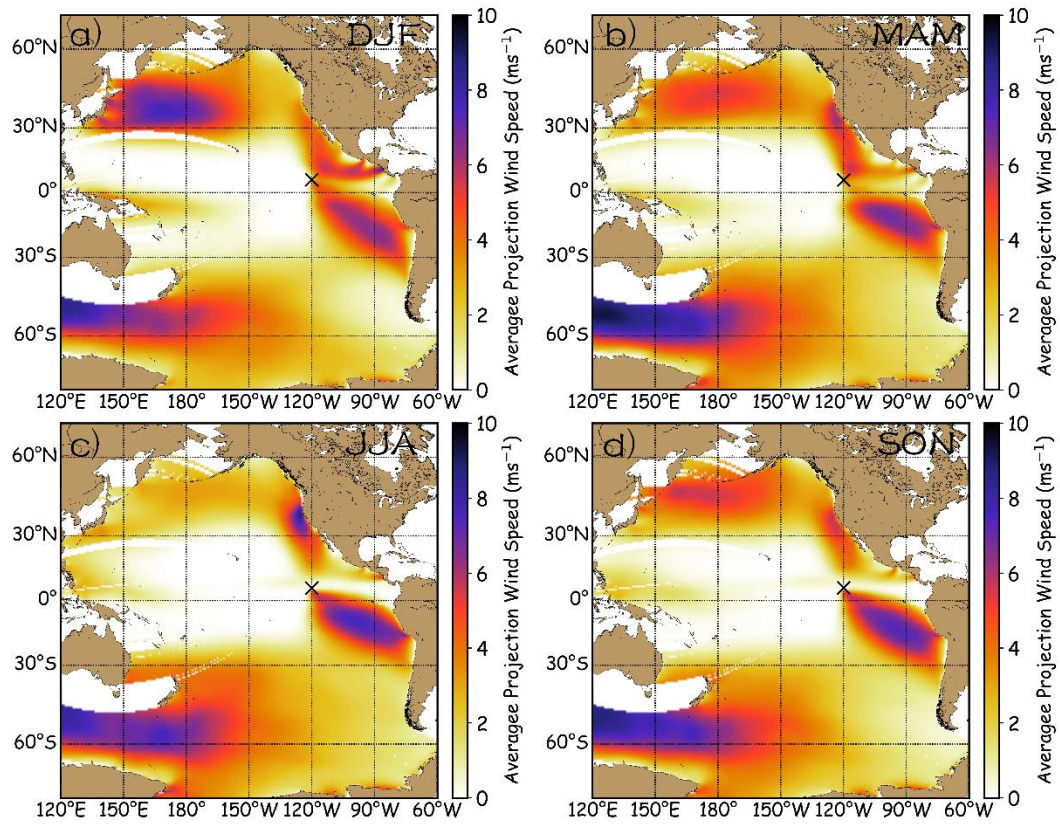 a) DJF
60°N
30°N
0°
30°S
60°S
120°E 150°E 180° 150°W 120°W 90°W 60°W
10
8
6
4
2
0
Averagee Projection Wind Speed (ms⁻¹)
b) MAM
60°N
30°N
0°
30°S
60°S
120°E 150°E 180° 150°W 120°W 90°W 60°W
10
8
6
4
2
0
Averagee Projection Wind Speed (ms⁻¹)
c) JJA
60°N
30°N
0°
30°S
60°S
120°E 150°E 180° 150°W 120°W 90°W 60°W
10
8
6
4
2
0
Averagee Projection Wind Speed (ms⁻¹)
d) SON
60°N
30°N
0°
30°S
60°S
120°E 150°E 180° 150°W 120°W 90°W 60°W
10
8
6
4
2
0
Averagee Projection Wind Speed (ms⁻¹)